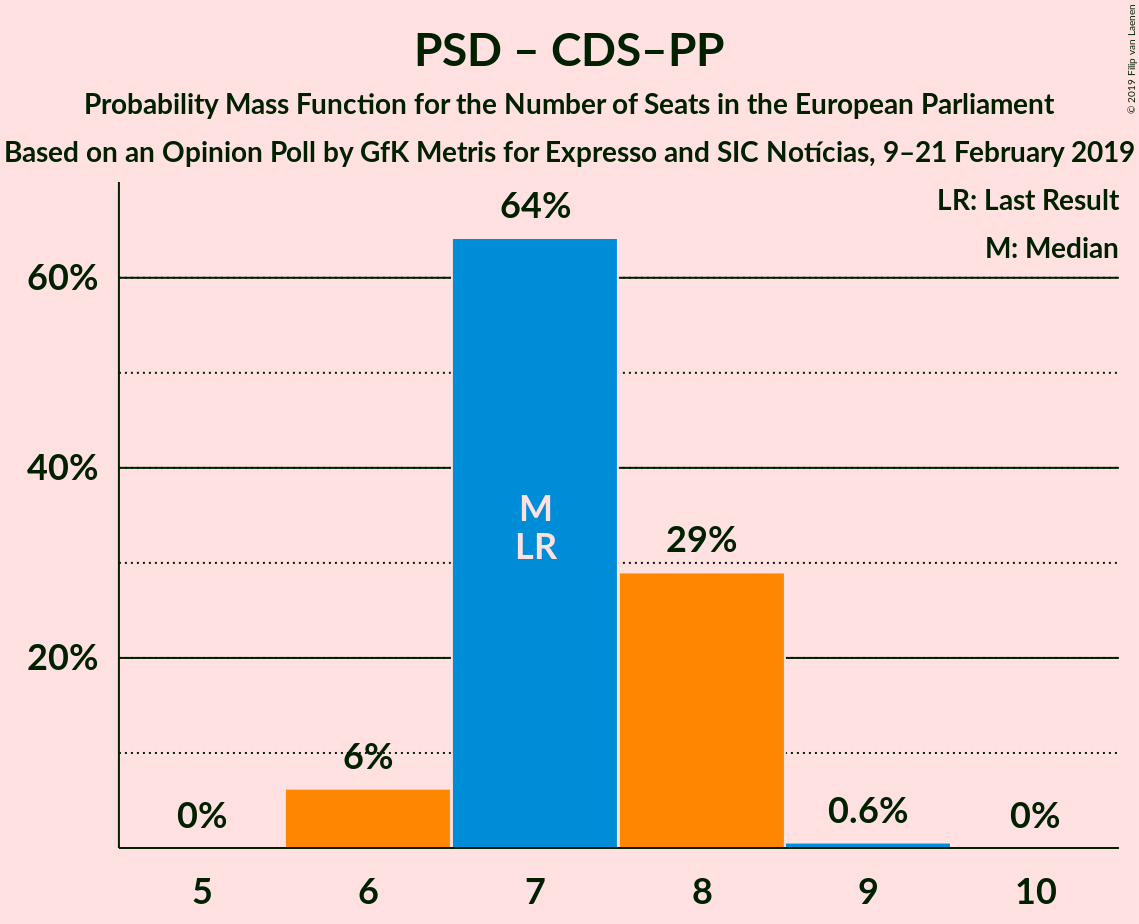 PSD – CDS–PP
Probability Mass Function for the Number of Seats in the European Parliament
Based on an Opinion Poll by GfK Metris for Expresso and SIC Notícias, 9–21 February 2019
© 2019 Filip van Laenen
LR: Last Result
M: Median
60%
40%
20%
0%
6%
64%
M
LR
29%
0.6%
0%
5 6 7 8 9 10